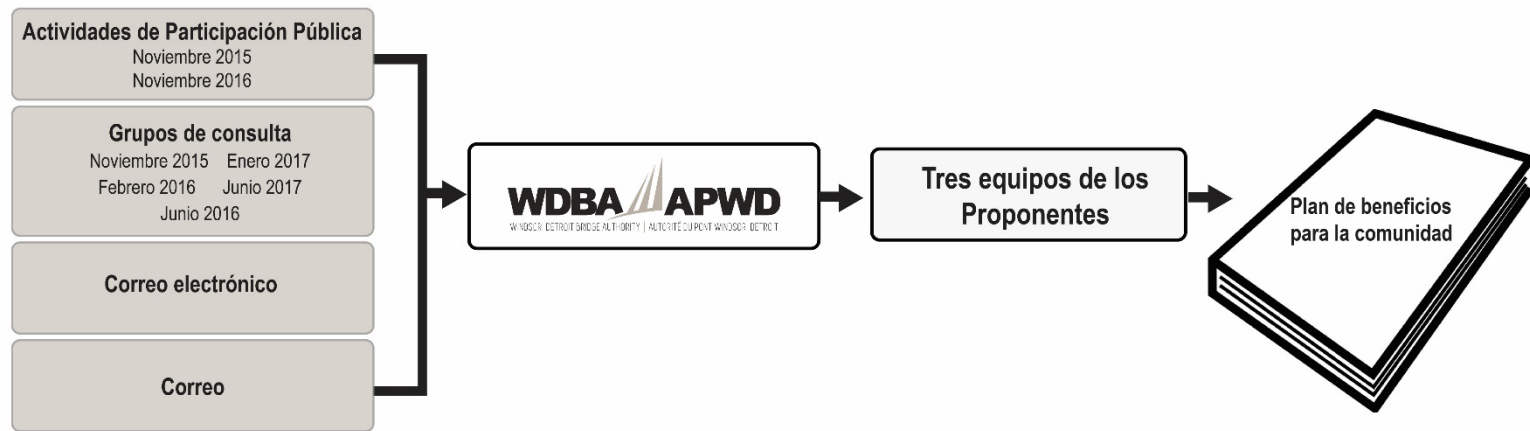 Actividades de Participación Pública
Noviembre 2015
Noviembre 2016
Grupos de consulta
Noviembre 2015 Enero 2017
Febrero 2016 Junio 2017
Junio 2016
Correo electrónico
Correo
WDBA APWD
WINDSOR-DETROIT BRIDGE AUTHORITY | AUTORITÉ DU PONT WINDSOR-DETROIT
Tres equipos de los
Proponentes
Plan de beneficios
para la comunidad